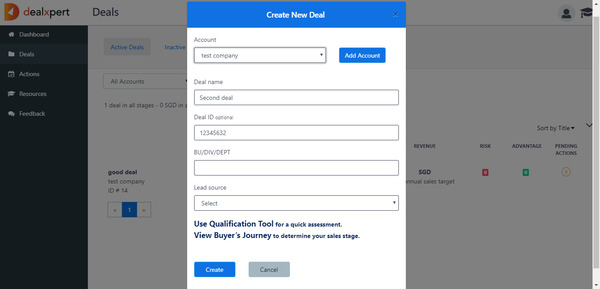 dealxpert
Deals
Create New Deal
×
Dashboard
Deals
Actions
Resources
Feedback
Active Deals
Inactive
All Accounts
1 deal in all stages - 0 SGD in a
Account
test company
Add Account
Deal name
Second deal
Deal ID optional
12345632
BU/DIV/DEPT
Lead source
Select
Use Qualification Tool for a quick assessment.
View Buyer's Journey to determine your sales stage.
Create
Cancel
Sort by Title
REVENUE
RISK
ADVANTAGE
PENDING
ACTIONS
good deal
test company
ID # 14
SGD
nnual sales target
« 1 »